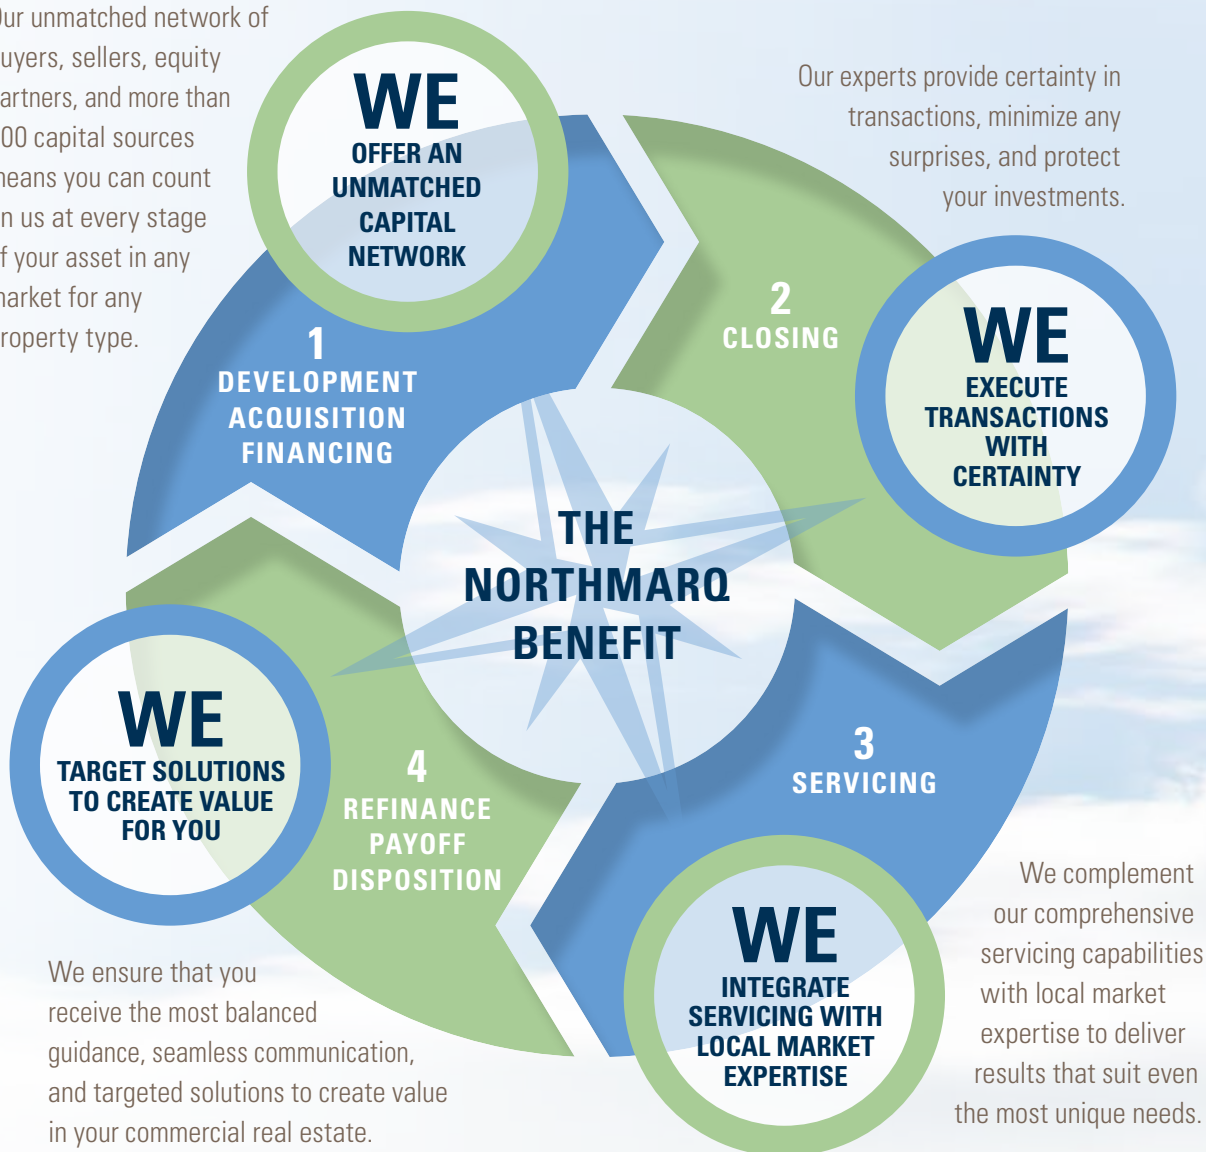 ur unmatched network of
uyers, sellers, equity
artners, and more than
00 capital sources
eans you can count
n us at every stage
f your asset in any
arket for any
roperty type.
WE
OFFER AN
UNMATCHED
CAPITAL
NETWORK
1
DEVELOPMENT
ACQUISITION
FINANCING
Our experts provide certainty in
transactions, minimize any
surprises, and protect
your investments.
2
CLOSING
WE
EXECUTE
TRANSACTIONS
WITH
CERTAINTY
THE
NORTHMARQ
BENEFIT
3
SERVICING
WE
INTEGRATE
SERVICING WITH
LOCAL MARKET
EXPERTISE
We complement
our comprehensive
servicing capabilities
with local market
expertise to deliver
results that suit even
the most unique needs.
WE
TARGET SOLUTIONS
TO CREATE VALUE
FOR YOU
4
REFINANCE
PAYOFF
DISPOSITION
We ensure that you
receive the most balanced
guidance, seamless communication,
and targeted solutions to create value
in your commercial real estate.